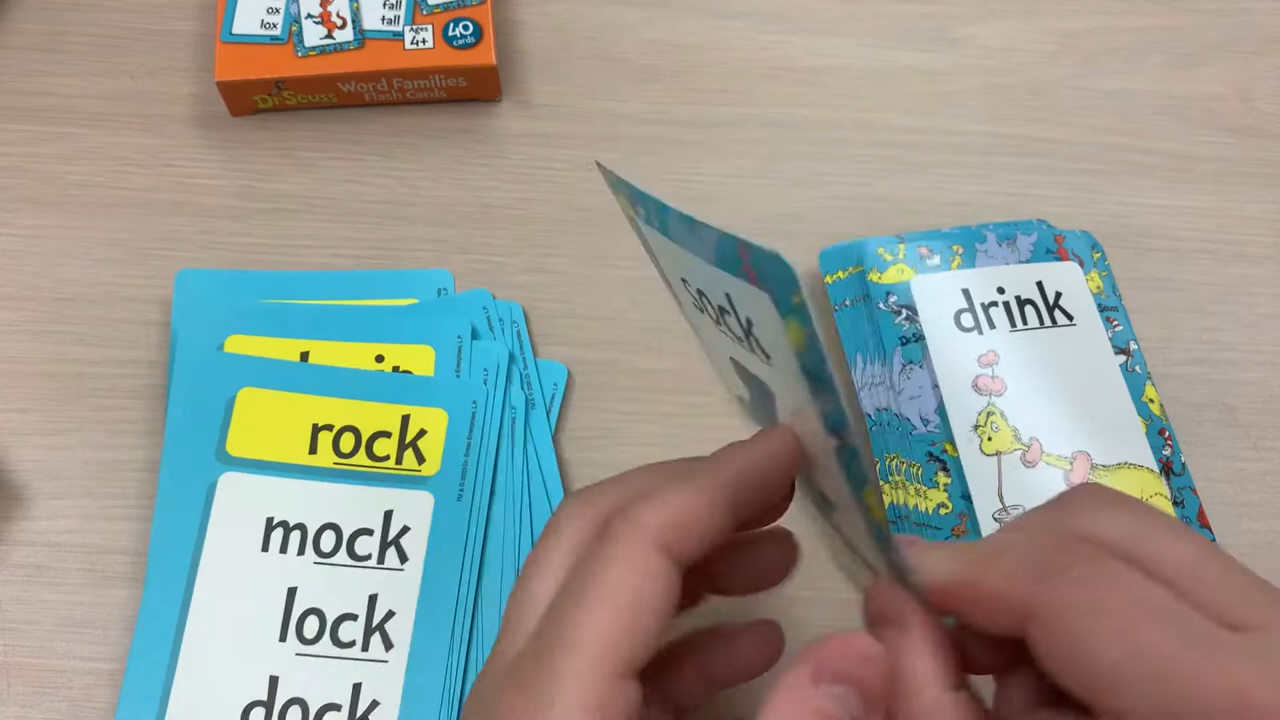 ox
lox
fall
tall
Ages
4+
40
cards
Dr Seuss Word Families
Flash Cards
rock
mock
lock
dock
sock
drink